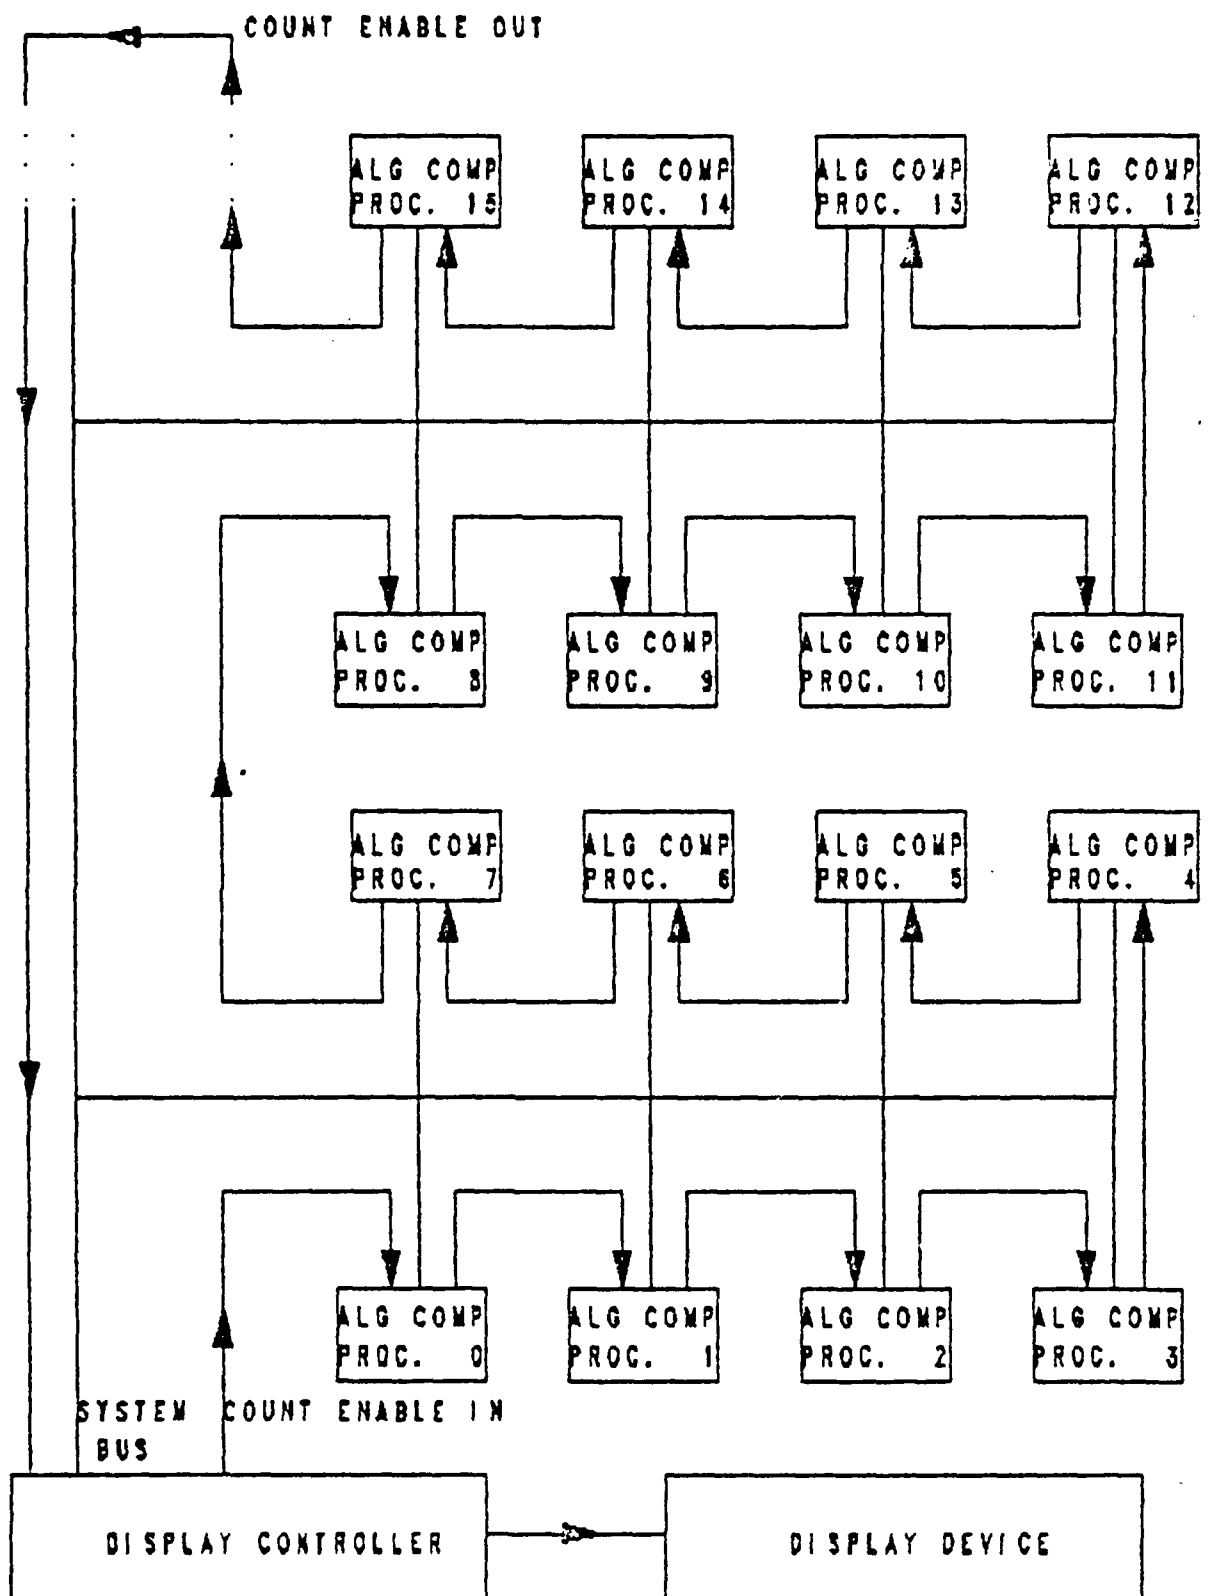 COUNT ENABLE OUT
ALG COMP
PROC. 15
ALG COMP
PROC. 14
ALG COMP
PROC. 13
ALG COMP
PROC. 12
ALG COMP
PROC. 8
ALG COMP
PROC. 9
ALG COMP
PROC. 10
ALG COMP
PROC. 11
ALG COMP
PROC. 7
ALG COMP
PROC. 6
ALG COMP
PROC. 5
ALG COMP
PROC. 4
ALG COMP
PROC. 0
ALG COMP
PROC. 1
ALG COMP
PROC. 2
ALG COMP
PROC. 3
SYSTEM
BUS
COUNT ENABLE IN
DISPLAY CONTROLLER
DISPLAY DEVICE